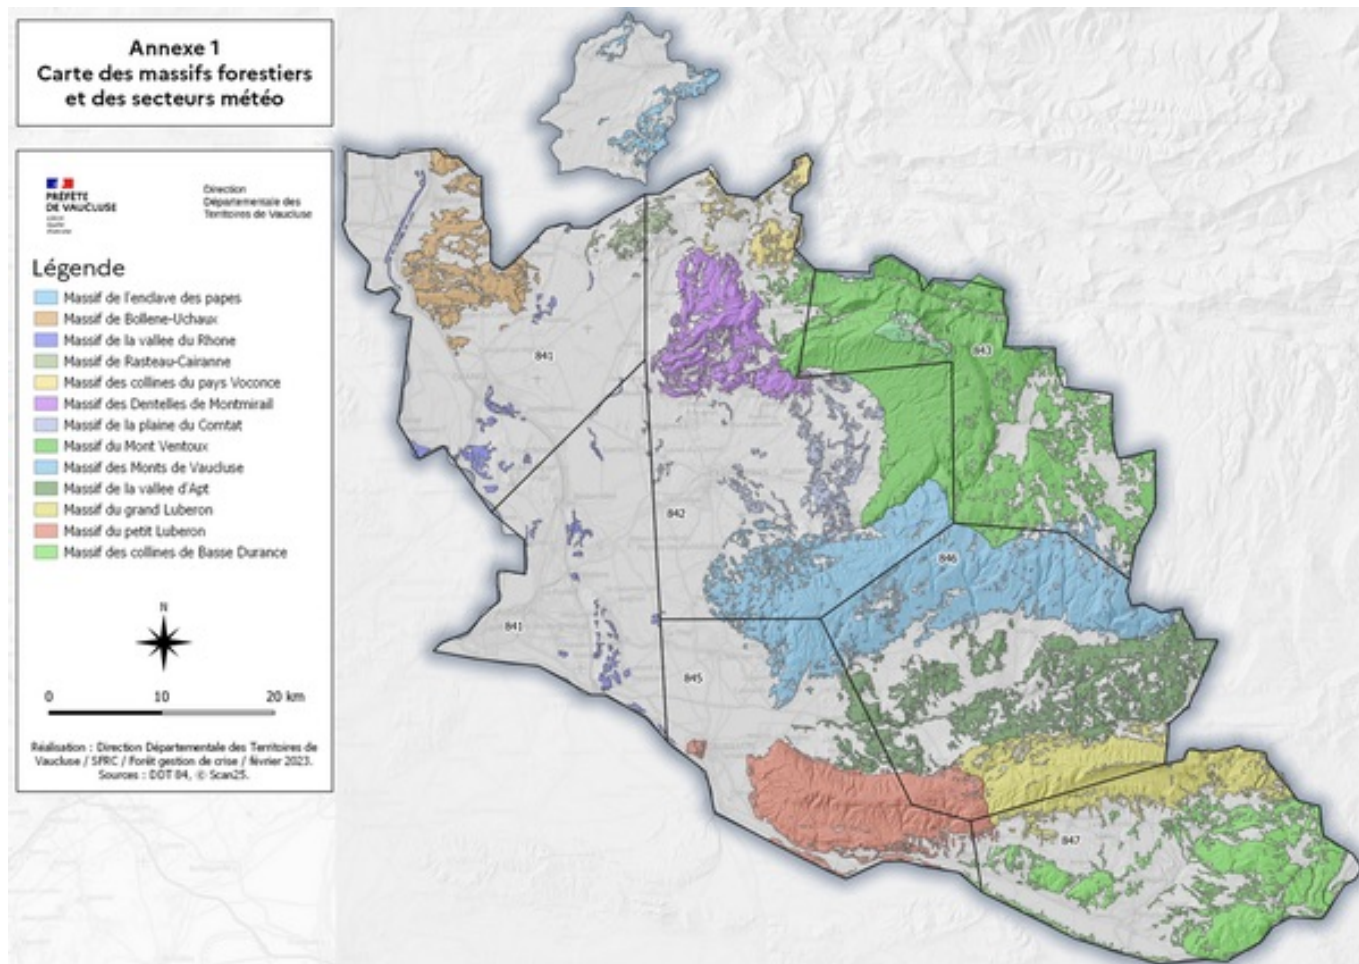 Annexe 1
Carte des massifs forestiers
et des secteurs météo
PRÉFÈTE
DE VAUCLUSE
Direction
Départementale des
Territoires de Vaucluse
Légende
Massif de l'enclave des papes
Massif de Bollene-Uchaux
Massif de la vallee du Rhone
Massif de Rasteau-Cairanne
Massif des collines du pays Voconce
Massif des Dentelles de Montmirail
Massif de la plaine du Comtat
Massif du Mont Ventoux
Massif des Monts de Vaucluse
Massif de la vallee d'Apt
Massif du grand Luberon
Massif du petit Luberon
Massif des collines de Basse Durance
N
0 10 20 km
Réalisation : Direction Départementale des Territoires de
Vaucluse / SFRC / Forêt gestion de crise / février 2023.
Sources : DDT 84, © Scan25.
841
843
842
846
841
845
847